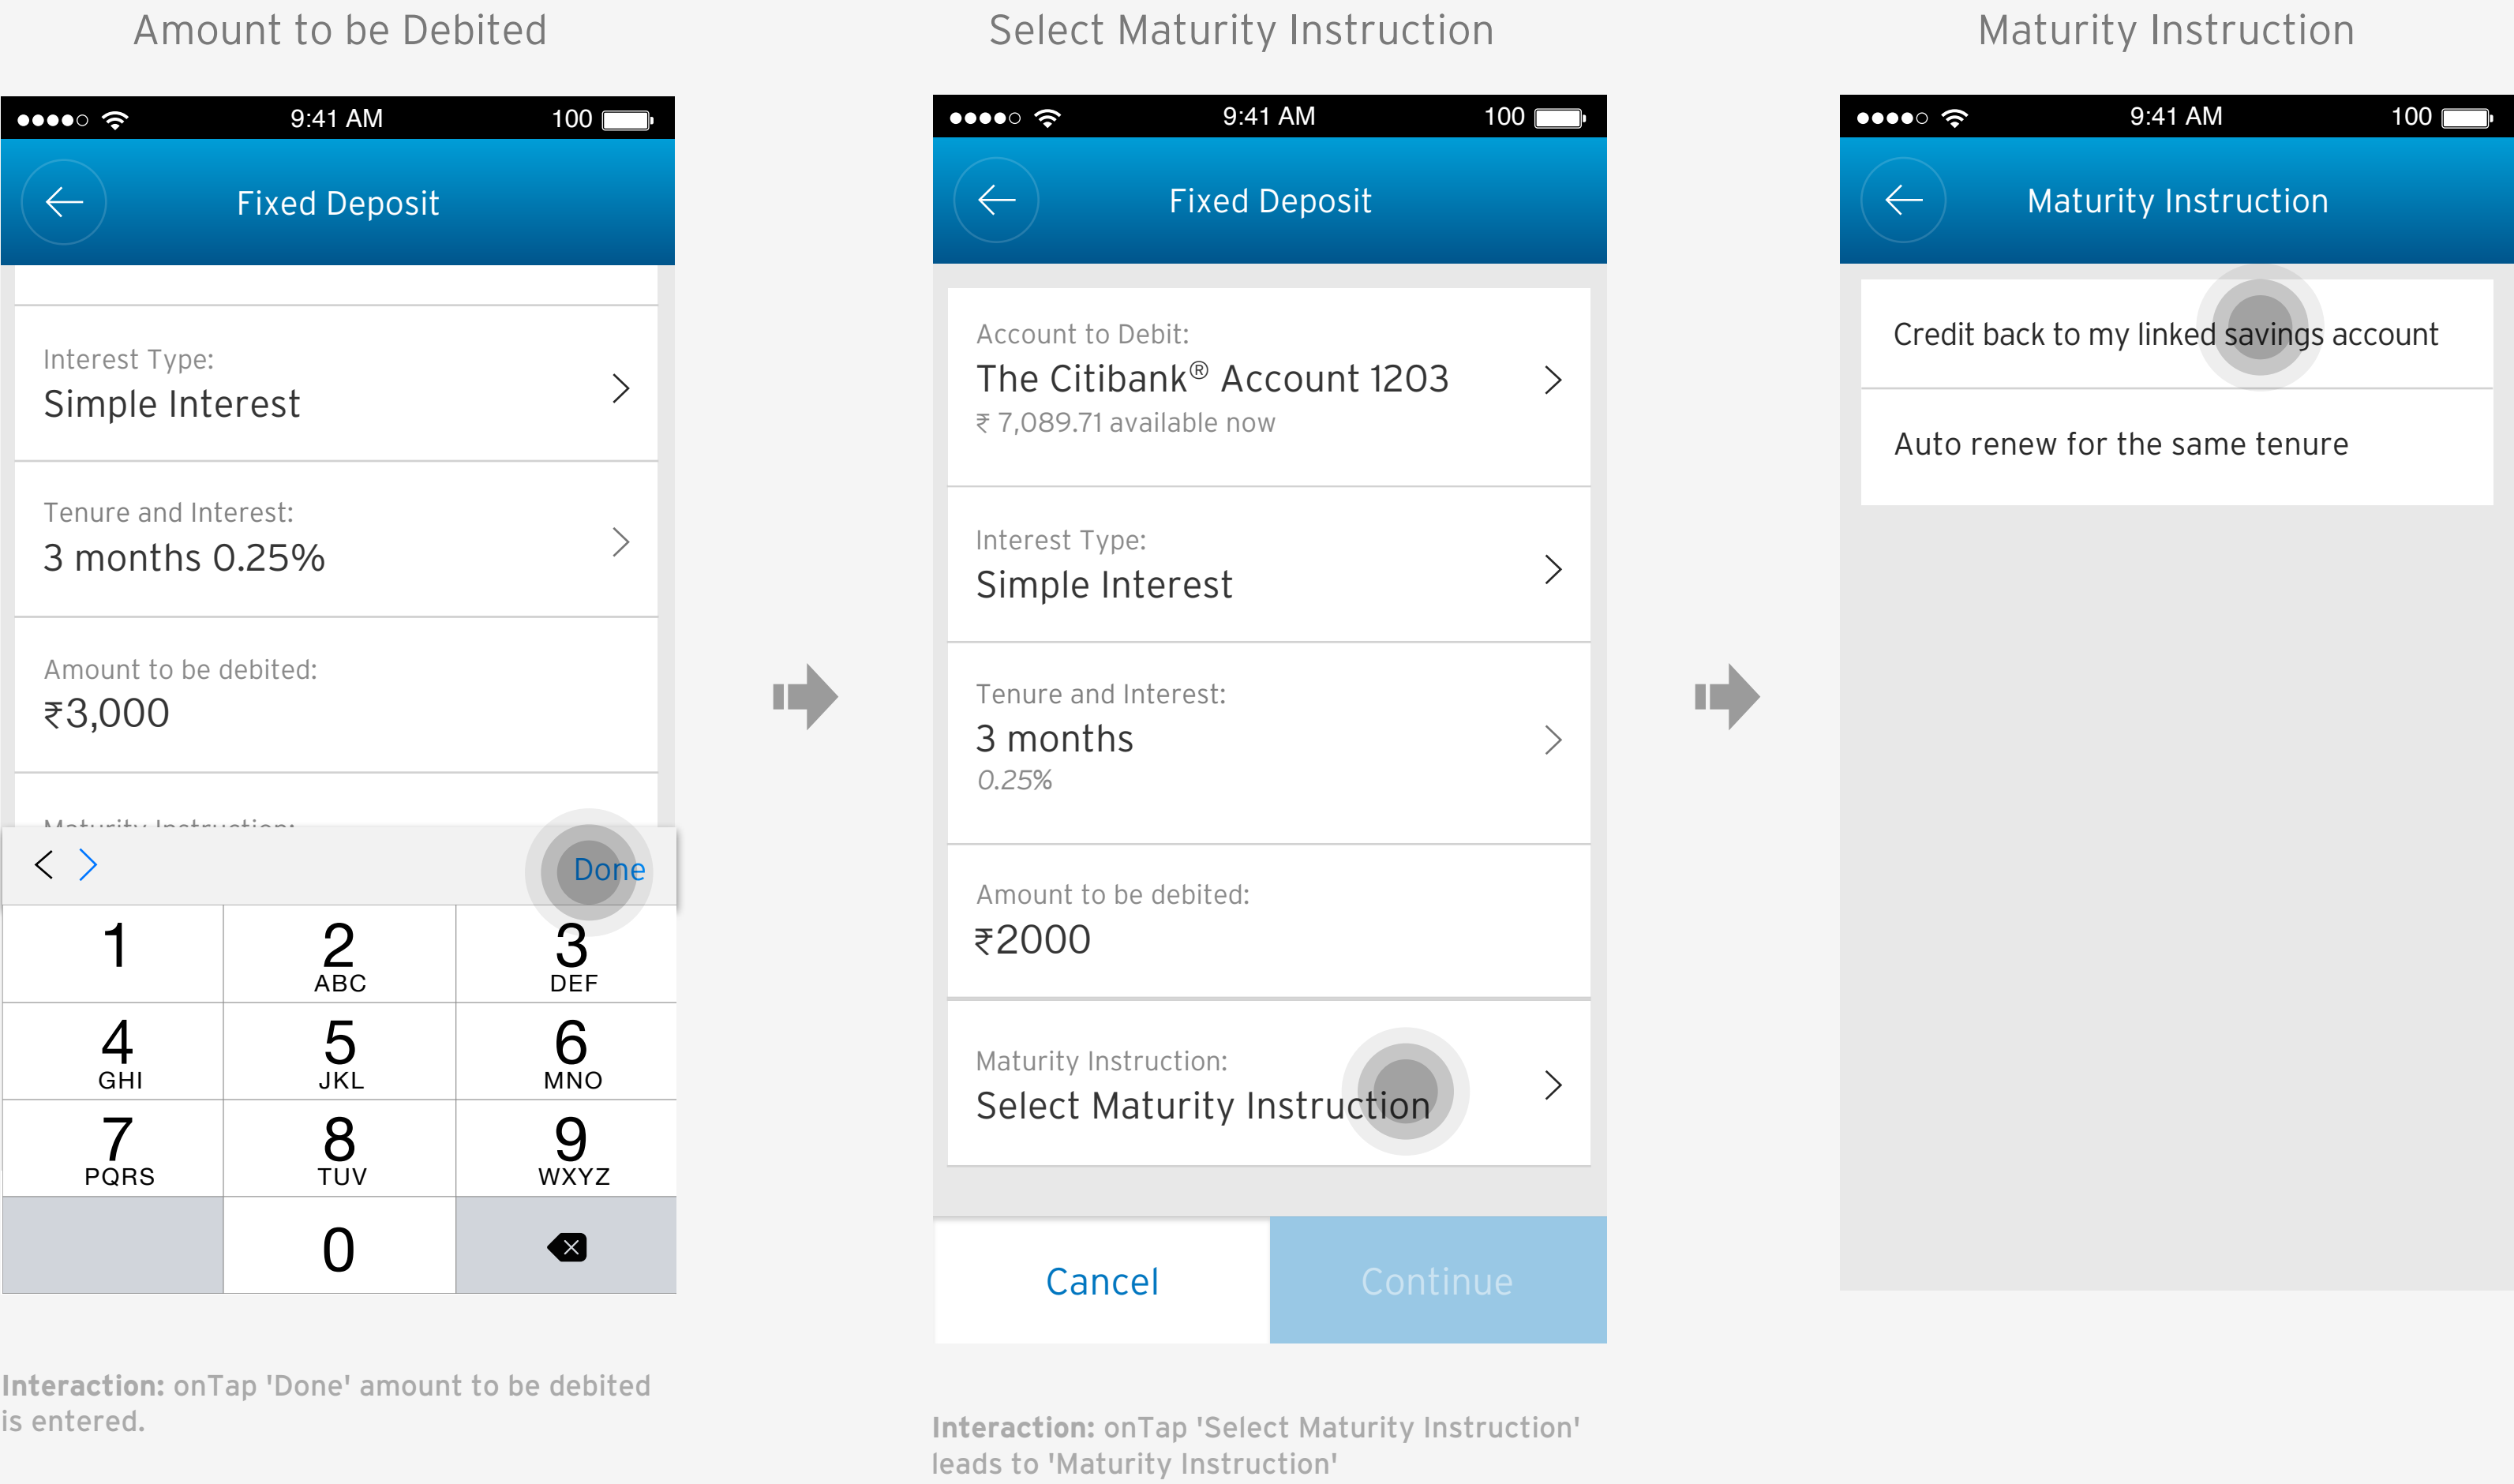 Amount to be Debited
9:41 AM
100
Fixed Deposit
Interest Type:
Simple Interest
Tenure and Interest:
3 months 0.25%
Amount to be debited:
₹3,000
Maturity Instruction:
Done
1
2
ABC
3
DEF
4
GHI
5
JKL
6
MNO
7
PQRS
8
TUV
9
WXYZ
0
Interaction: onTap 'Done' amount to be debited
is entered.
Select Maturity Instruction
9:41 AM
100
Fixed Deposit
Account to Debit:
The Citibank® Account 1203
₹ 7,089.71 available now
Interest Type:
Simple Interest
Tenure and Interest:
3 months
0.25%
Amount to be debited:
₹2000
Maturity Instruction:
Select Maturity Instruction
Cancel
Continue
Interaction: onTap 'Select Maturity Instruction'
leads to 'Maturity Instruction'
Maturity Instruction
9:41 AM
100
Maturity Instruction
Credit back to my linked savings account
Auto renew for the same tenure